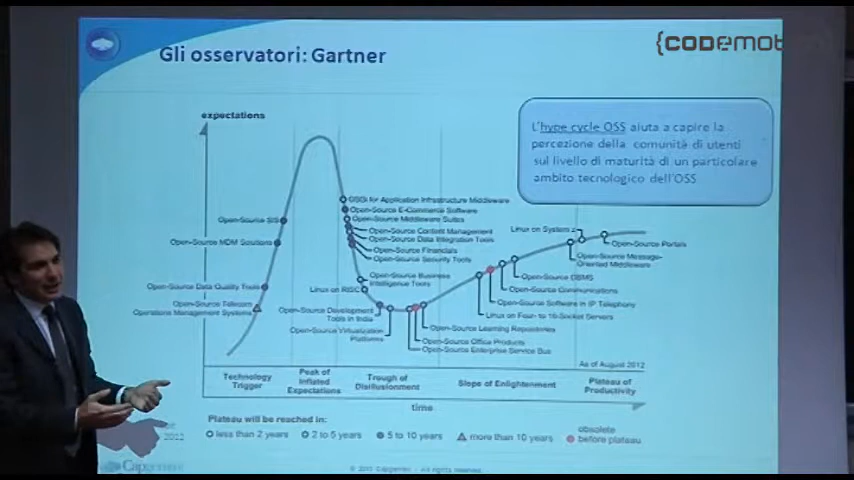 {CODEmot
Gli osservatori: Gartner
L'hype cycle OSS aiuta a capire la
percezione della comunità di utenti
sul livello di maturità di un particolare
ambito tecnologico dell'OSS
expectations
OSGi for Application Infrastructure Middleware
Open-Source E-Commerce Software
Open-Source Middleware Suites
Open-Source Content Management
Open-Source Data Integration Tools
Open-Source Financials
Open-Source Security Tools
Open-Source SIS
Open-Source MDM Solutions
Open-Source Data Quality Tools
Open-Source Telecom
Operations Management Systems
Open-Source Business
Intelligence Tools
Linux on RISC
Open-Source Development
Tools in India
Open-Source Virtualization
Platforms
Open-Source Learning Repositories
Open-Source Office Products
Open-Source Enterprise Service Bus
Linux on System z
Open-Source Portals
Open-Source Message-
Oriented Middleware
Open-Source DBMS
Open-Source Communications
Open-Source Software in IP Telephony
Linux on Four- to 16-Socket Servers
As of August 2012
Technology
Trigger
Peak of
Inflated
Expectations
Trough of
Disillusionment
Slope of Enlightenment
Plateau of
Productivity
time
Plateau will be reached in:
less than 2 years
2 to 5 years
5 to 10 years
more than 10 years
obsolete
before plateau
2012
Capgemini